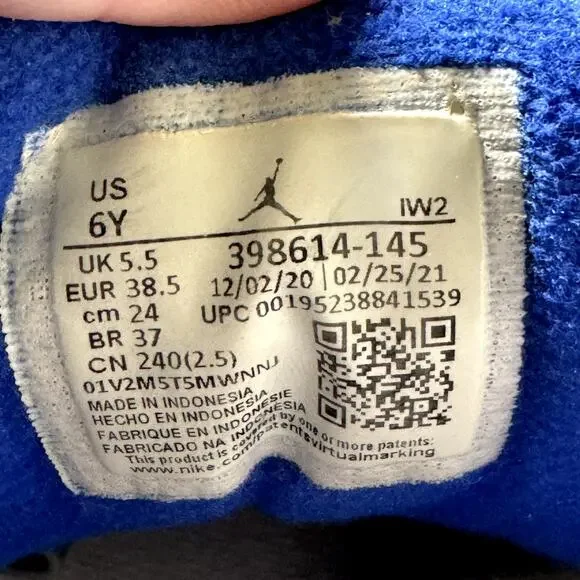 US
6Y
IW2
UK 5.5
398614-145
EUR 38.5
12/02/20 | 02/25/21
cm 24
UPC 00195238841539
BR 37
CN 240(2.5)
01V2M5T5MWNNJ
MADE IN INDONESIA
HECHO EN INDONESIA
FABRIQUE EN INDONESIE
FABRICADO NA INDONESIA
This product is covered by one or more patents:
www.nike.com/patentsvirtualmarking